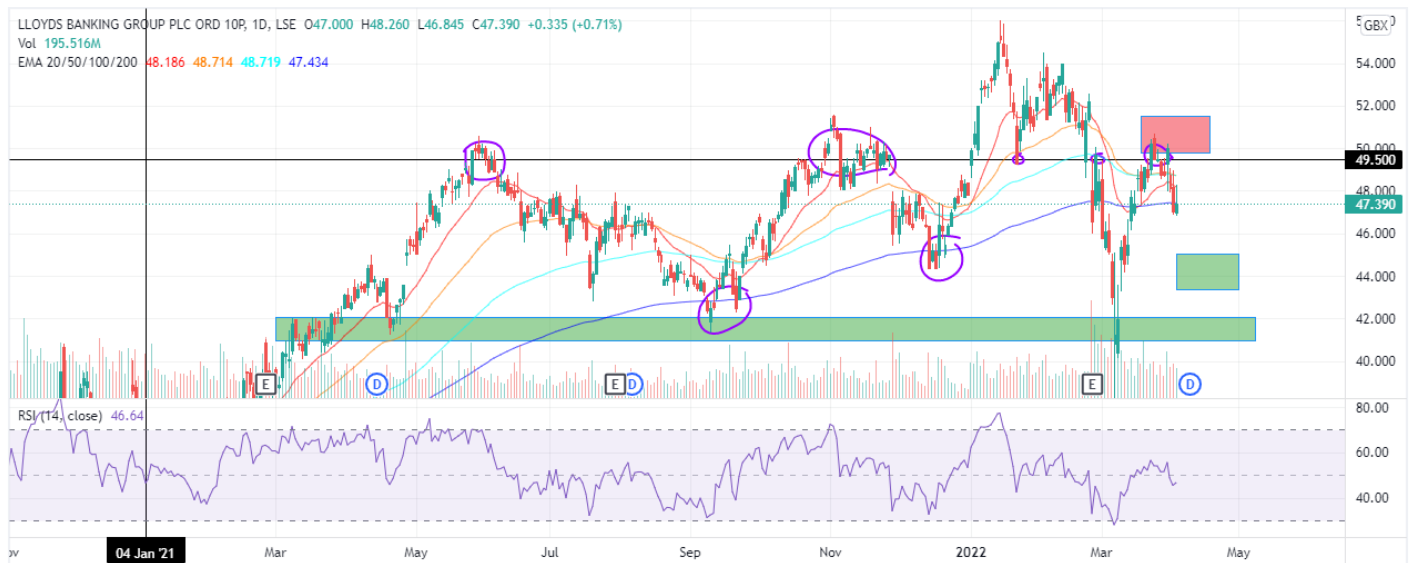 LLOYDS BANKING GROUP PLC ORD 10P, 1D, LSE O47.000 H48.260 L46.845 C47.390 +0.335 (+0.71%)
Vol 195.516M
EMA 20/50/100/200 48.186 48.714 48.719 47.434
GBX
54.000
52.000
50.000
49.500
48.000
47.390
46.000
44.000
42.000
40.000
E D E D E D
RSI (14, close) 46.64
80.00
60.00
40.00
04 Jan '21 Mar May Jul Sep Nov 2022 Mar May